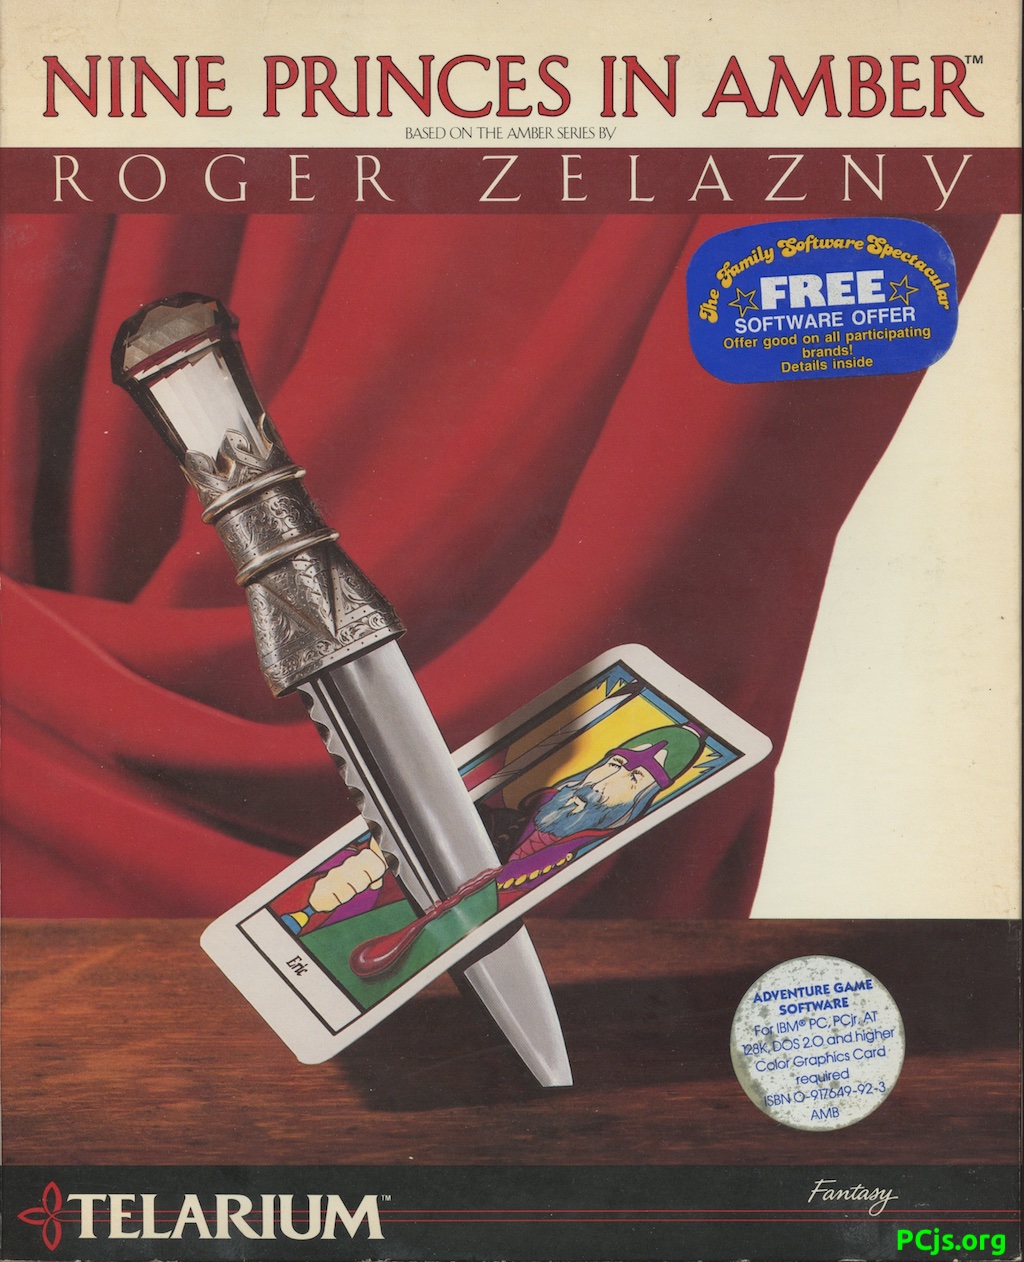 NINE PRINCES IN AMBER™
BASED ON THE AMBER SERIES BY
ROGER ZELAZNY
The Family Software Spectacular
FREE
SOFTWARE OFFER
Offer good on all participating
brands!
Details inside
Eric
ADVENTURE GAME
SOFTWARE
For IBM® PC, PCjr, AT
128K, DOS 2.0 and higher
Color Graphics Card
required
ISBN 0-917649-92-3
AMB
TELARIUM™
Fantasy
PCjs.org